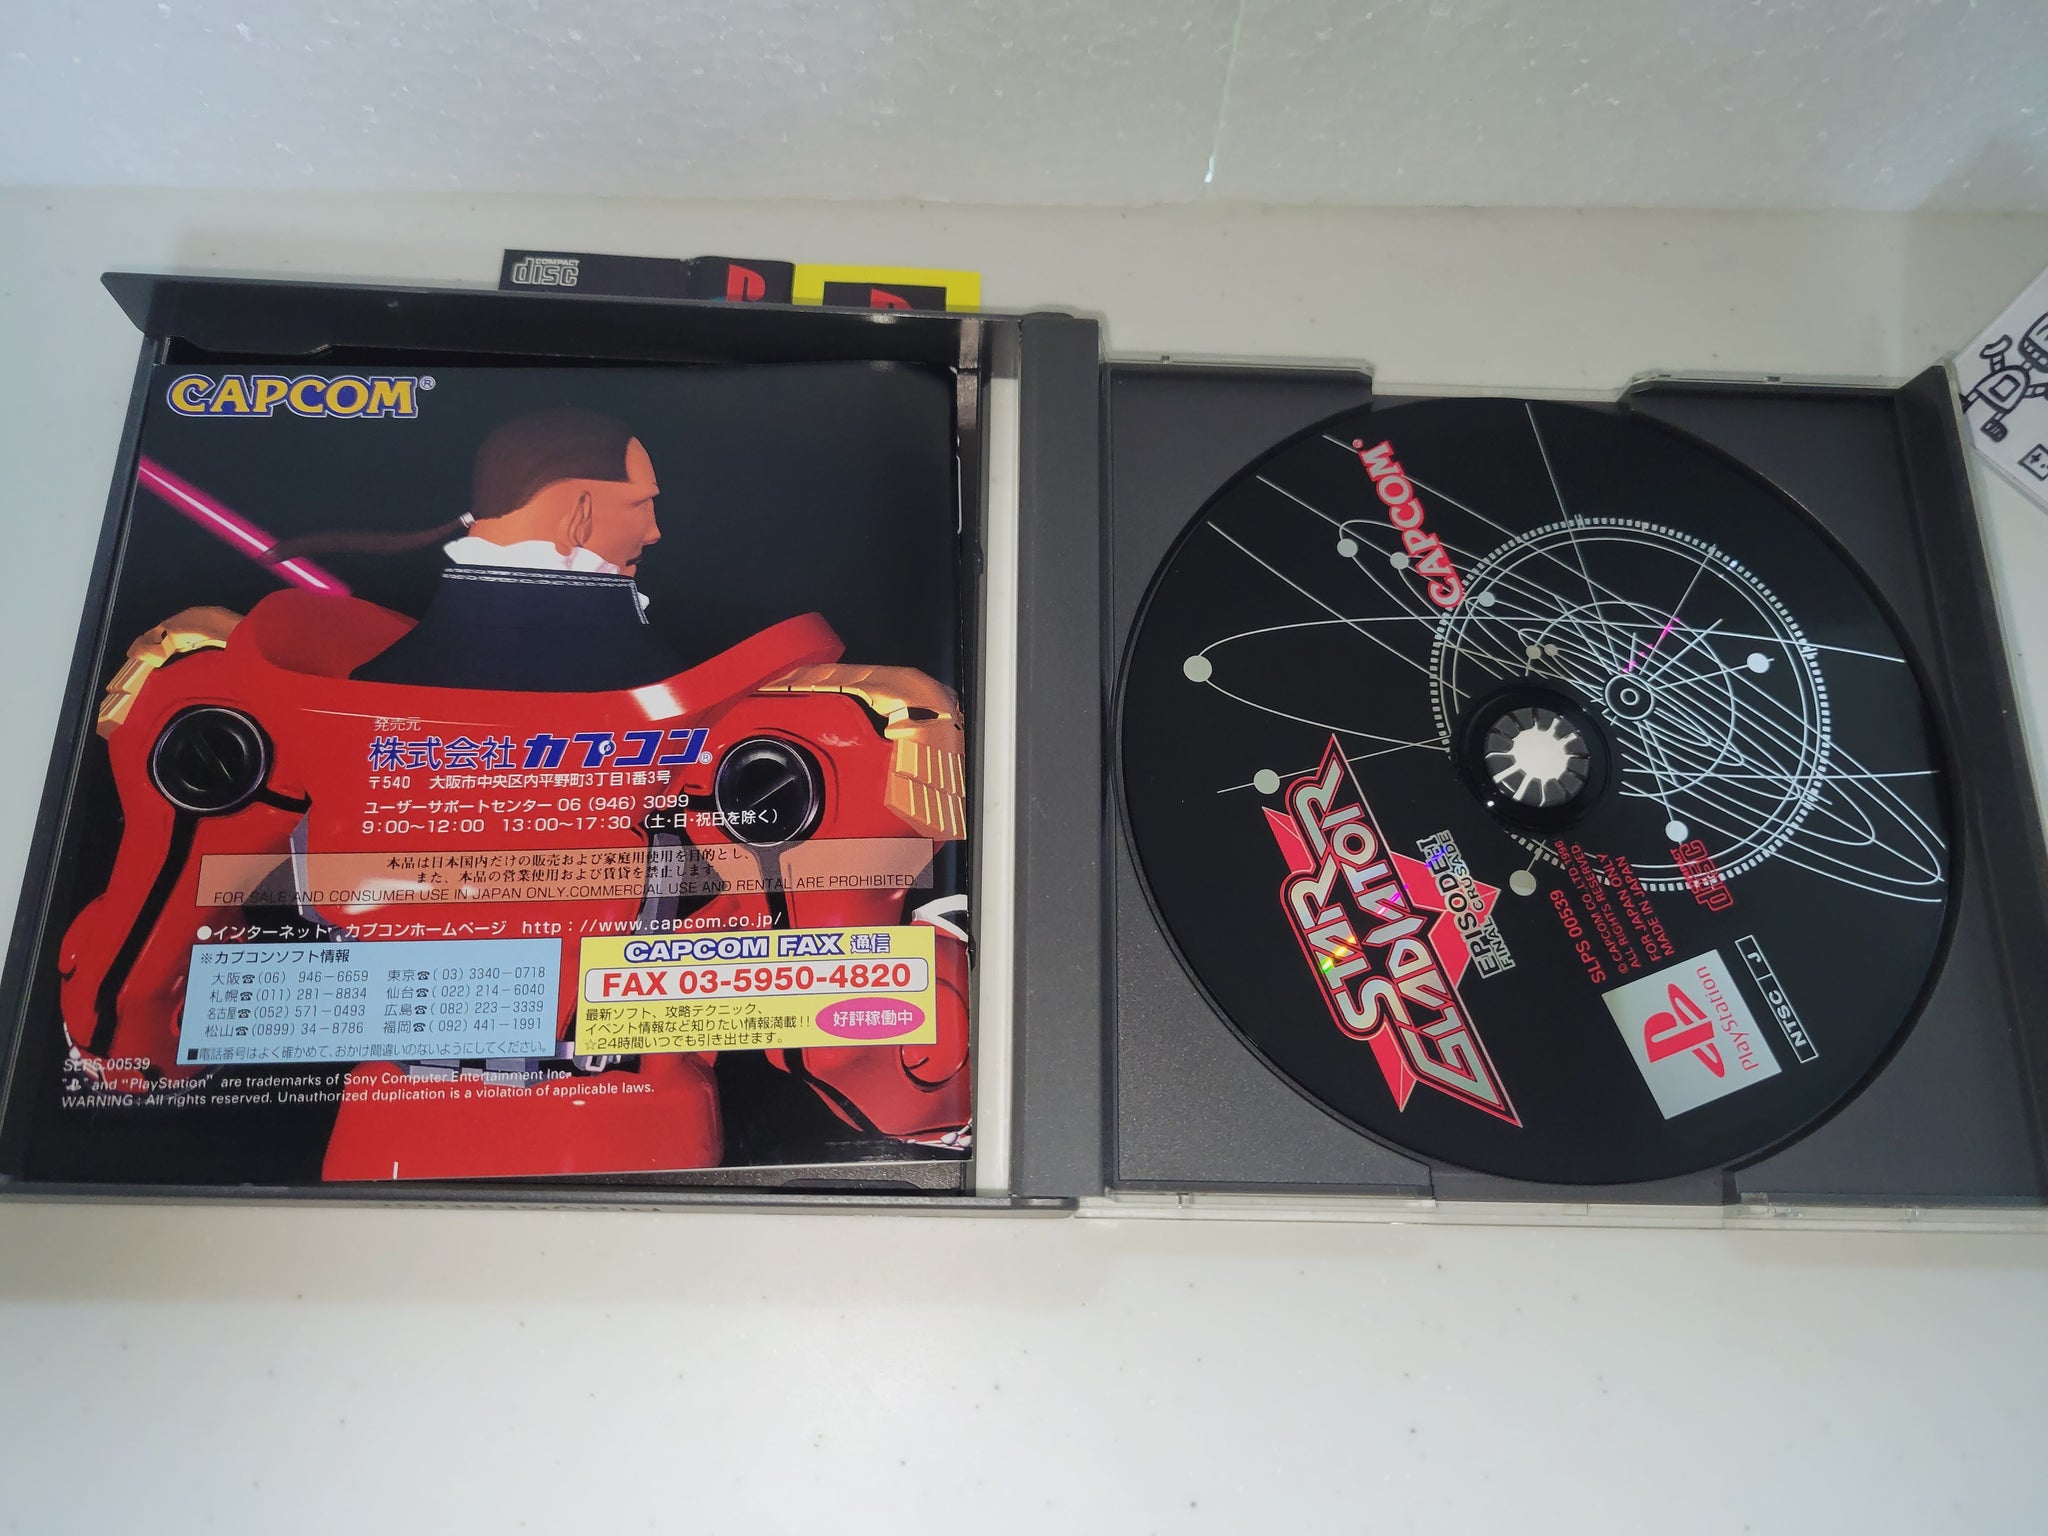 COMPACT
disc
CAPCOM®
発売元
株式会社カプコン®
〒540 大阪市中央区内平野町3丁目1番3号
ユーザーサポートセンター 06 (946) 3099
9:00~12:00 13:00~17:30 (土・日・祝日を除く)
本品は日本国内だけの販売および家庭用使用を目的とし、
また、本品の営業使用および賃貸を禁止します。
FOR SALE AND CONSUMER USE IN JAPAN ONLY.COMMERCIAL USE AND RENTAL ARE PROHIBITED.
●インターネット・カプコンホームページ http://www.capcom.co.jp/
※カプコンソフト情報
大阪☎(06) 946-6659 東京☎(03) 3340-0718
札幌☎(011) 281-8834 仙台☎(022) 214-6040
名古屋☎(052) 571-0493 広島☎(082) 223-3339
松山☎(0899) 34-8786 福岡☎(092) 441-1991
■電話番号はよく確かめて、おかけ間違いのないようにしてください。
CAPCOM FAX 通信
FAX 03-5950-4820
最新ソフト、攻略テクニック、
イベント情報など知りたい情報満載!!
☆24時間いつでも引き出せます。
好評稼働中
SLPS 00539
"PS" and "PlayStation" are trademarks of Sony Computer Entertainment Inc.
WARNING : All rights reserved. Unauthorized duplication is a violation of applicable laws.
CAPCOM®
STAR
GLADIATOR
EPISODE:I
FINAL CRUSADE
SLPS 00539
© CAPCOM CO., LTD. 1996
ALL RIGHTS RESERVED.
FOR JAPAN ONLY
MADE IN JAPAN
PlayStation
NTSC J